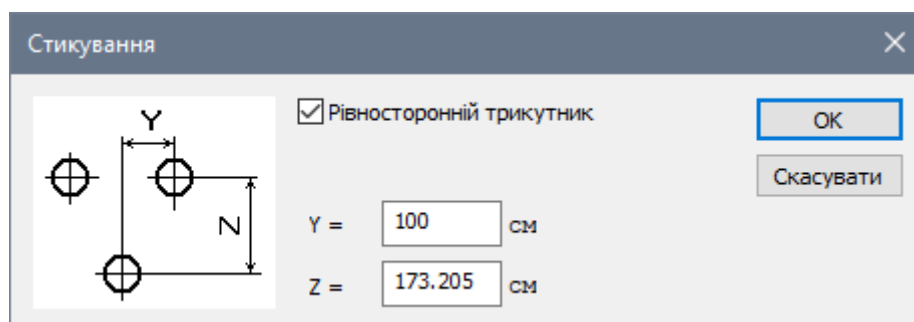 Стикування
Y
Z
Рівносторонній трикутник
Y = 100 см
Z = 173.205 см
OK
Скасувати